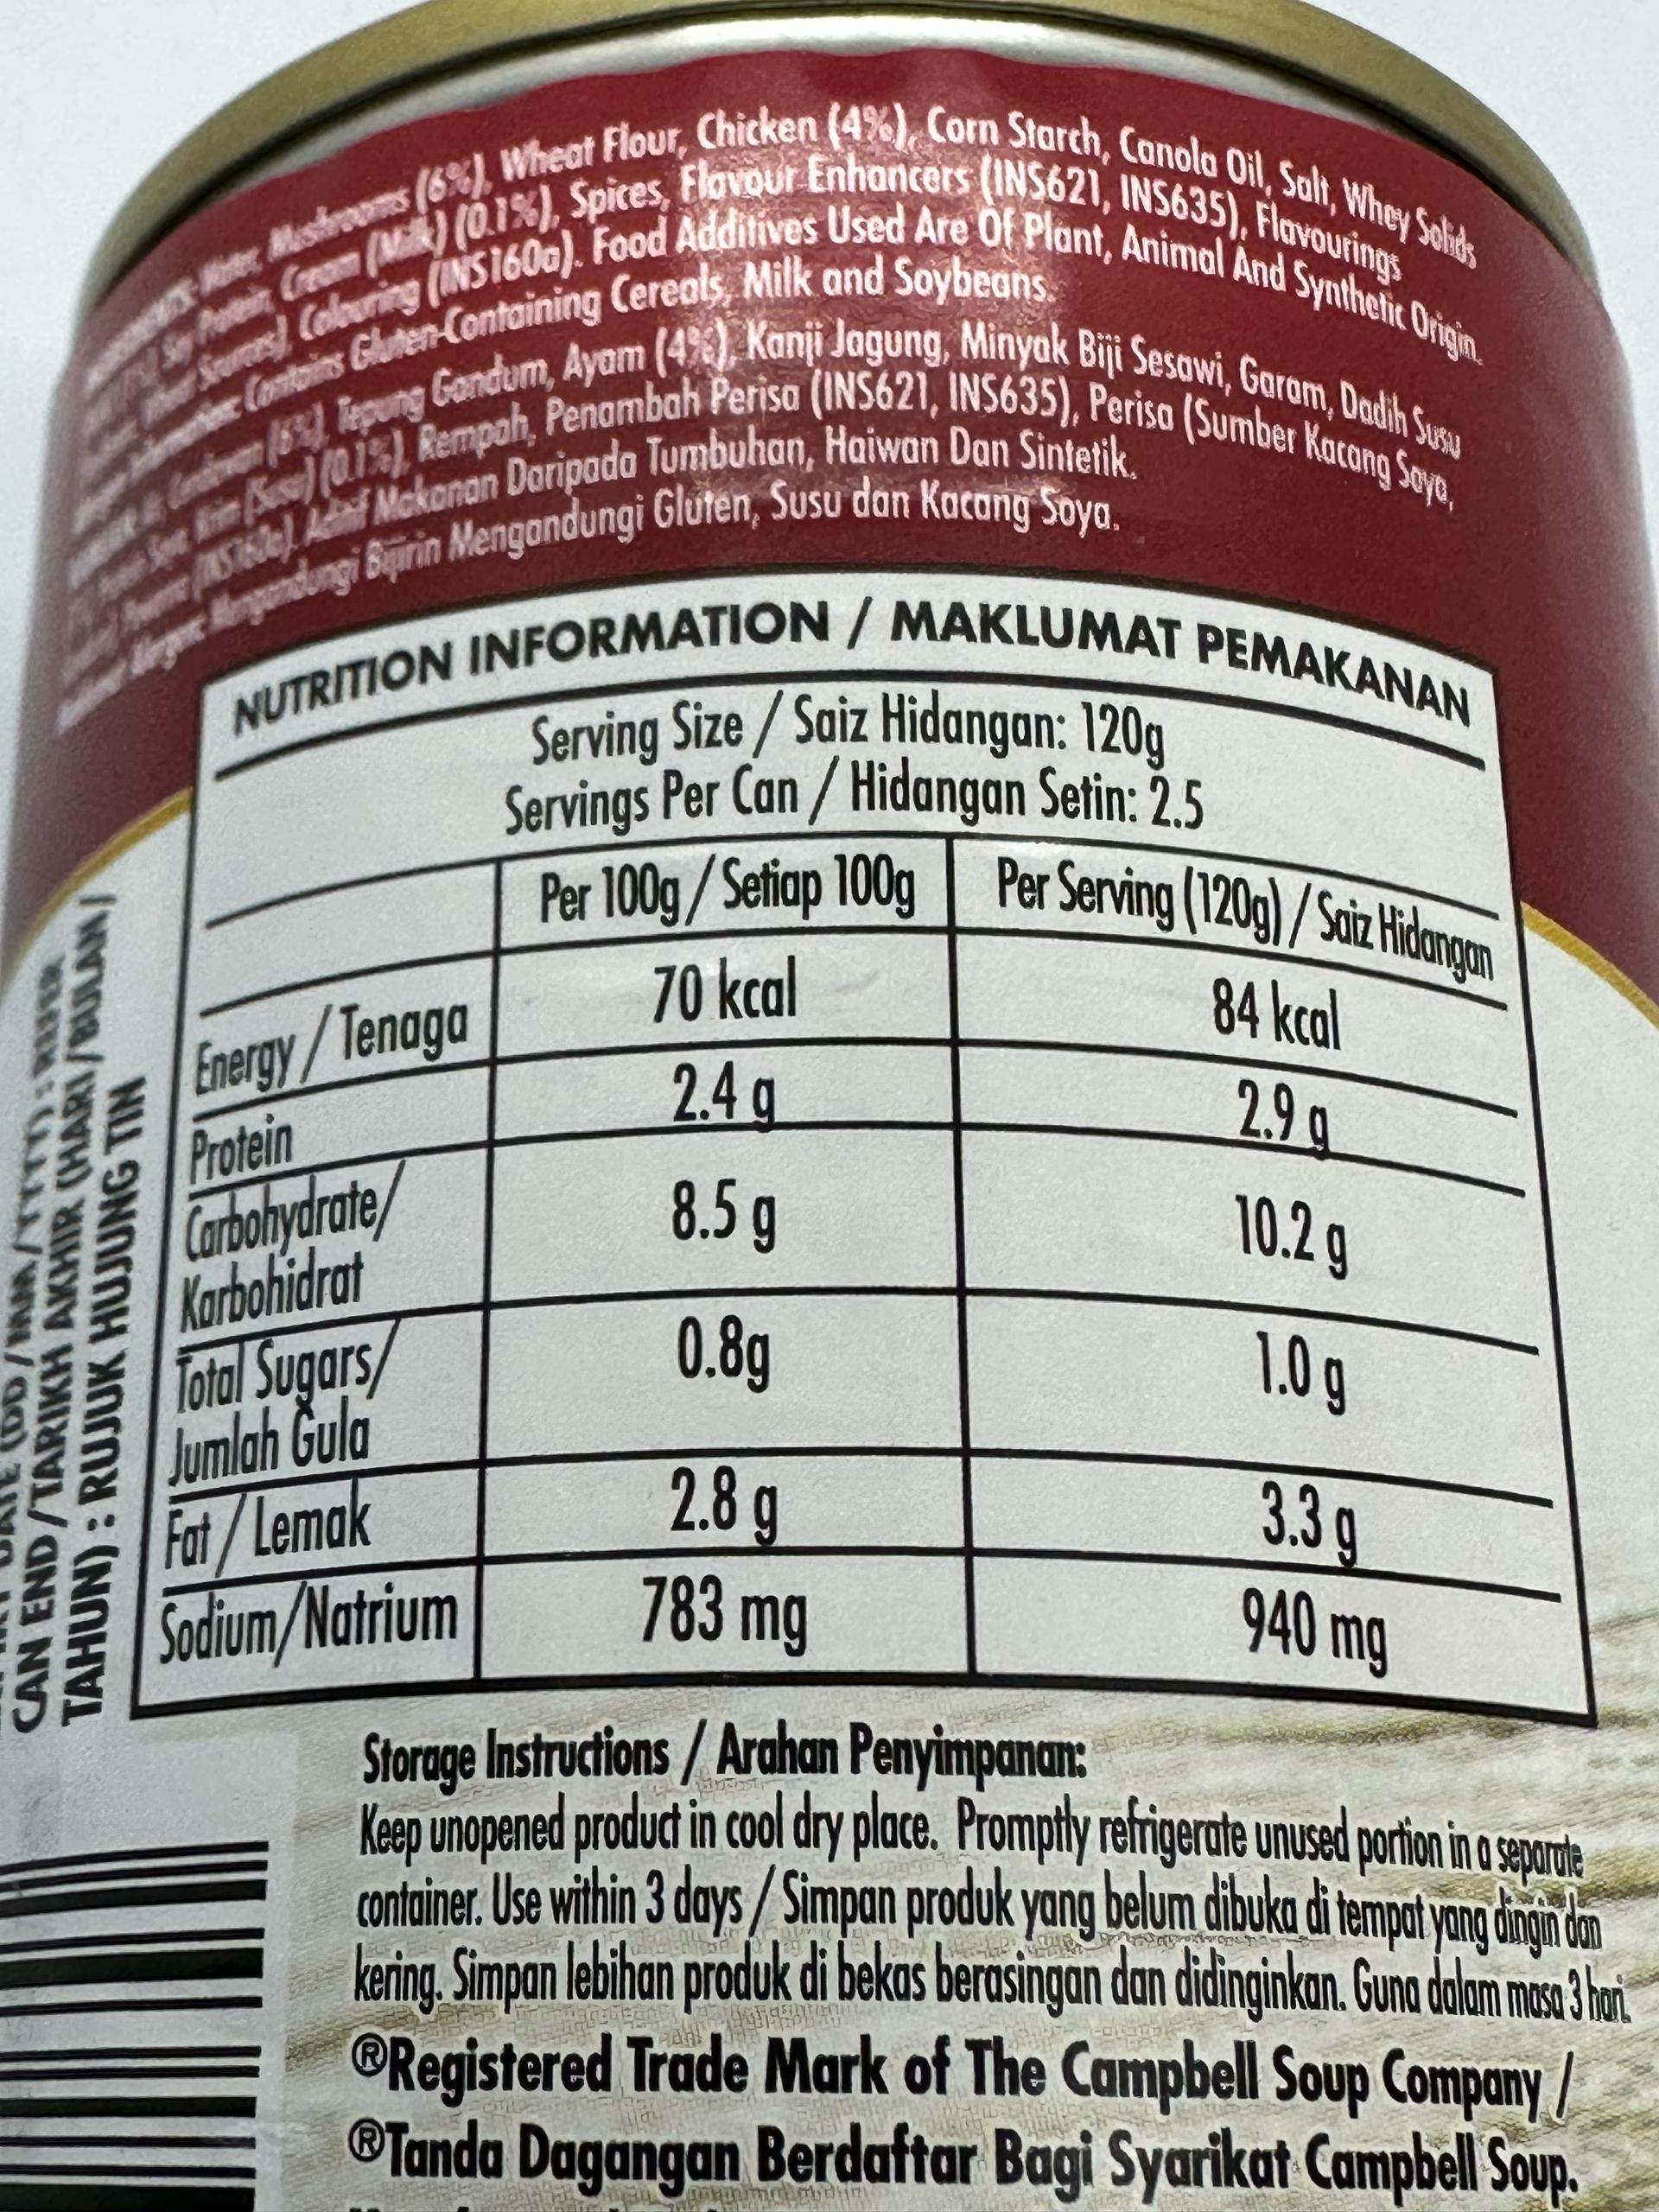 Water, Mushrooms (6%), Wheat Flour, Chicken (4%), Corn Starch, Canola Oil, Salt, Whey Solids
Soy Protein, Cream (Milk) (0.1%), Spices, Flavour Enhancers (INS621, INS635), Flavourings
Colouring (INS160a). Food Additives Used Are Of Plant, Animal And Synthetic Origin.
Contains Gluten-Containing Cereals, Milk and Soybeans.
Cendawan (6%), Tepung Gandum, Ayam (4%), Kanji Jagung, Minyak Biji Sesawi, Garam, Dadih Susu
Krim (Susu) (0.1%), Rempah, Penambah Perisa (INS621, INS635), Perisa (Sumber Kacang Soya,
(INS160a). Aditif Makanan Daripada Tumbuhan, Haiwan Dan Sintetik.
Mengandungi Bijirin Mengandungi Gluten, Susu dan Kacang Soya.
NUTRITION INFORMATION / MAKLUMAT PEMAKANAN
Serving Size / Saiz Hidangan: 120g
Servings Per Can / Hidangan Setin: 2.5
Per 100g / Setiap 100g Per Serving (120g) / Saiz Hidangan
Energy / Tenaga 70 kcal 84 kcal
Protein 2.4 g 2.9 g
Carbohydrate/
Karbohidrat 8.5 g 10.2 g
Total Sugars/
Jumlah Gula 0.8g 1.0 g
Fat / Lemak 2.8 g 3.3 g
Sodium/Natrium 783 mg 940 mg
CAN END / TARIKH AKHIR (HARI / BULAN /
TAHUN) : RUJUK HUJUNG TIN
Storage Instructions / Arahan Penyimpanan:
Keep unopened product in cool dry place. Promptly refrigerate unused portion in a separate
container. Use within 3 days / Simpan produk yang belum dibuka di tempat yang dingin dan
kering. Simpan lebihan produk di bekas berasingan dan didinginkan. Guna dalam masa 3 hari.
®Registered Trade Mark of The Campbell Soup Company /
®Tanda Dagangan Berdaftar Bagi Syarikat Campbell Soup.